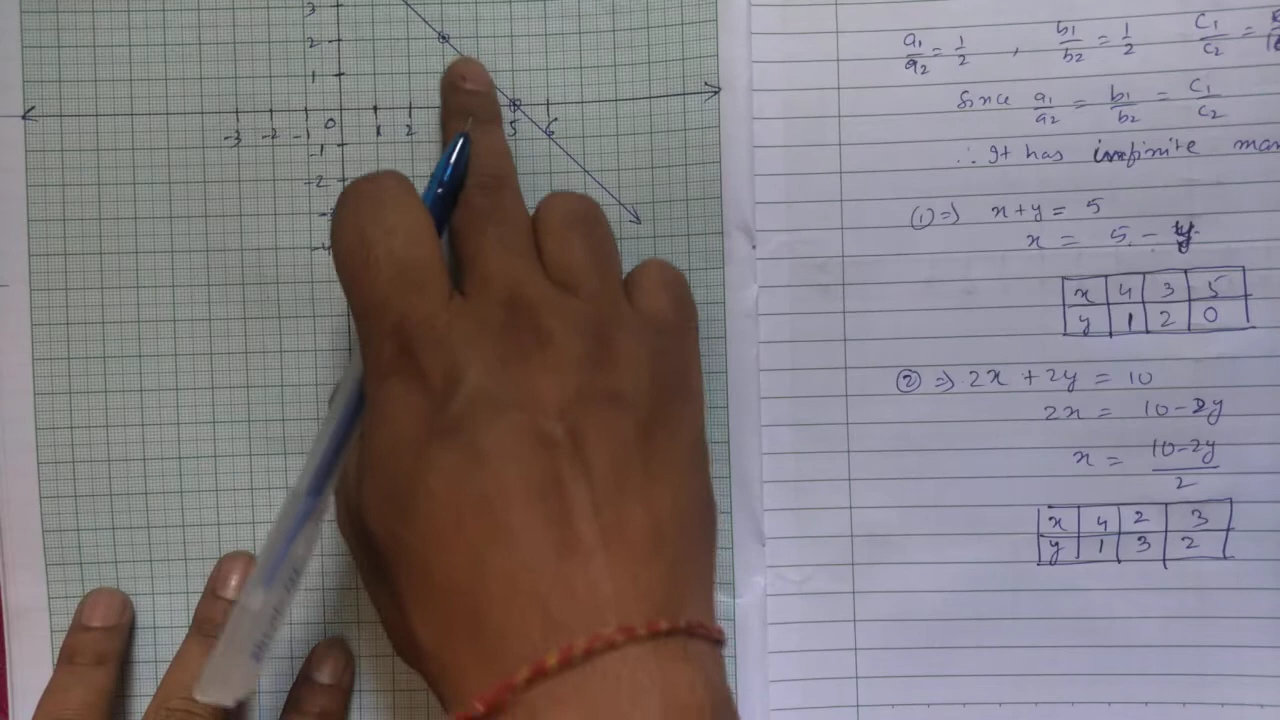 3
2
1
-3 -2 -1 0 1 2 5 6
-1
-2
a₁/a₂ = 1/2 , b₁/b₂ = 1/2 C₁/C₂ =
Since a₁/a₂ = b₁/b₂ = C₁/C₂
∴ It has infinite
① ⇒ x + y = 5
x = 5 - y
x 4 3 5
y 1 2 0
② ⇒ 2x + 2y = 10
2x = 10 - 2y
x = 10-2y/2
x 4 2 3
y 1 3 2